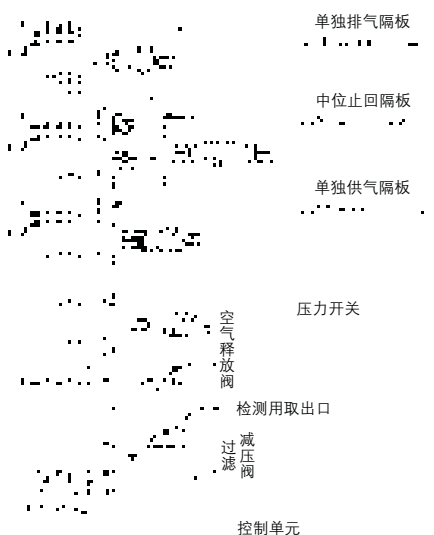 单独排气隔板
中位止回隔板
单独供气隔板
压力开关
空气释放阀
检测用取出口
减压阀
过滤
控制单元